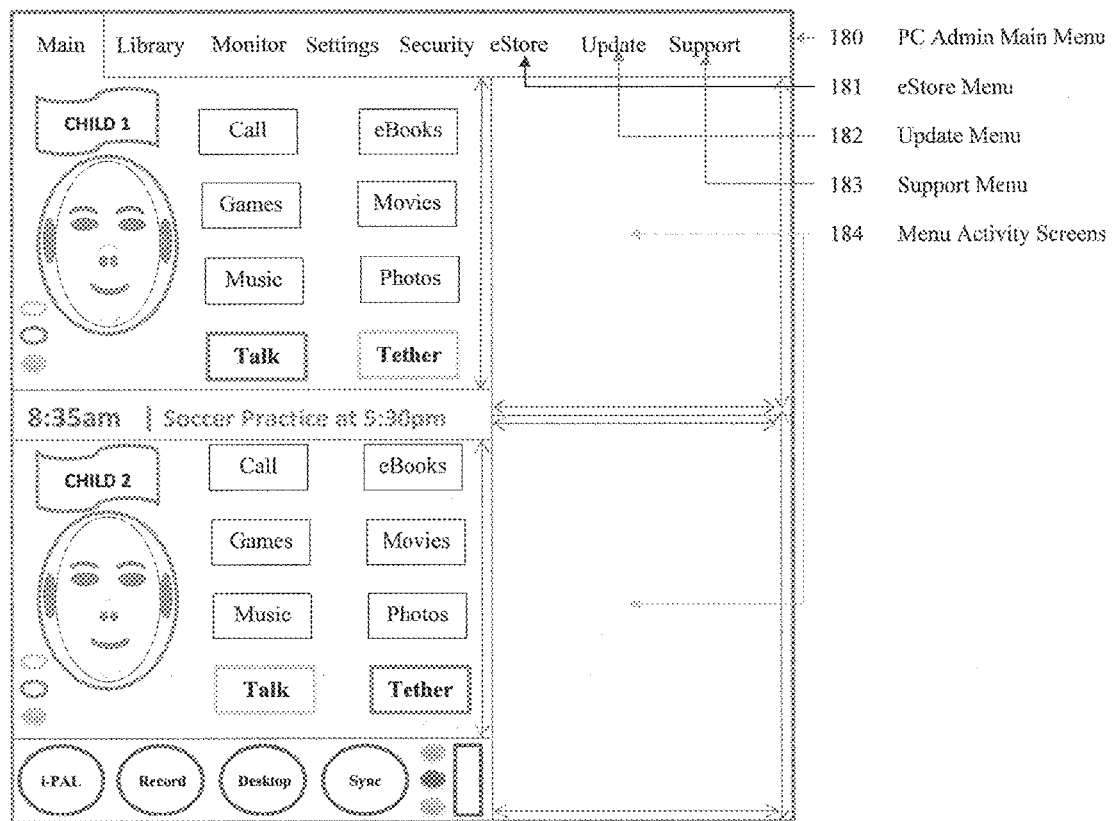 Main Library Monitor Settings Security eStore Update Support
180 PC Admin Main Menu
181 eStore Menu
182 Update Menu
183 Support Menu
184 Menu Activity Screens
CHILD 1
Call eBooks
Games Movies
Music Photos
Talk Tether
8:35am | Soccer Practice at 5:30pm
CHILD 2
Call eBooks
Games Movies
Music Photos
Talk Tether
i-PAL Record Desktop Sync